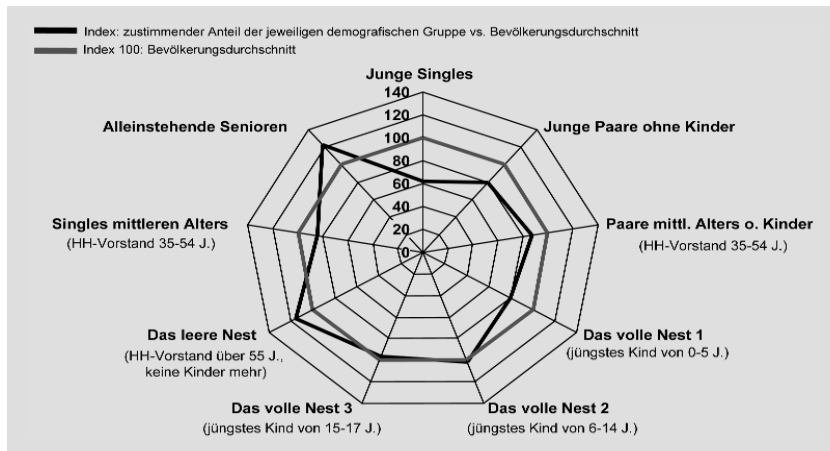 Index: zustimmender Anteil der jeweiligen demografischen Gruppe vs. Bevölkerungsdurchschnitt
Index 100: Bevölkerungsdurchschnitt
Junge Singles
140
120
100
80
60
40
20
0
Alleinstehende Senioren
Junge Paare ohne Kinder
Singles mittleren Alters
(HH-Vorstand 35-54 J.)
Paare mittl. Alters o. Kinder
(HH-Vorstand 35-54 J.)
Das leere Nest
(HH-Vorstand über 55 J.,
keine Kinder mehr)
Das volle Nest 1
(jüngstes Kind von 0-5 J.)
Das volle Nest 3
(jüngstes Kind von 15-17 J.)
Das volle Nest 2
(jüngstes Kind von 6-14 J.)